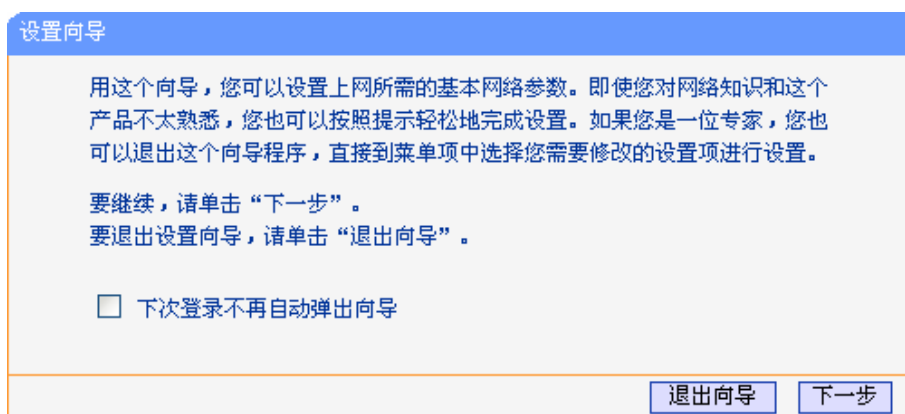 设置向导
用这个向导，您可以设置上网所需的基本网络参数。即使您对网络知识和这个
产品不太熟悉，您也可以按照提示轻松地完成设置。如果您是一位专家，您也
可以退出这个向导程序，直接到菜单项中选择您需要修改的设置项进行设置。
要继续，请单击“下一步”。
要退出设置向导，请单击“退出向导”。
下次登录不再自动弹出向导
退出向导 下一步